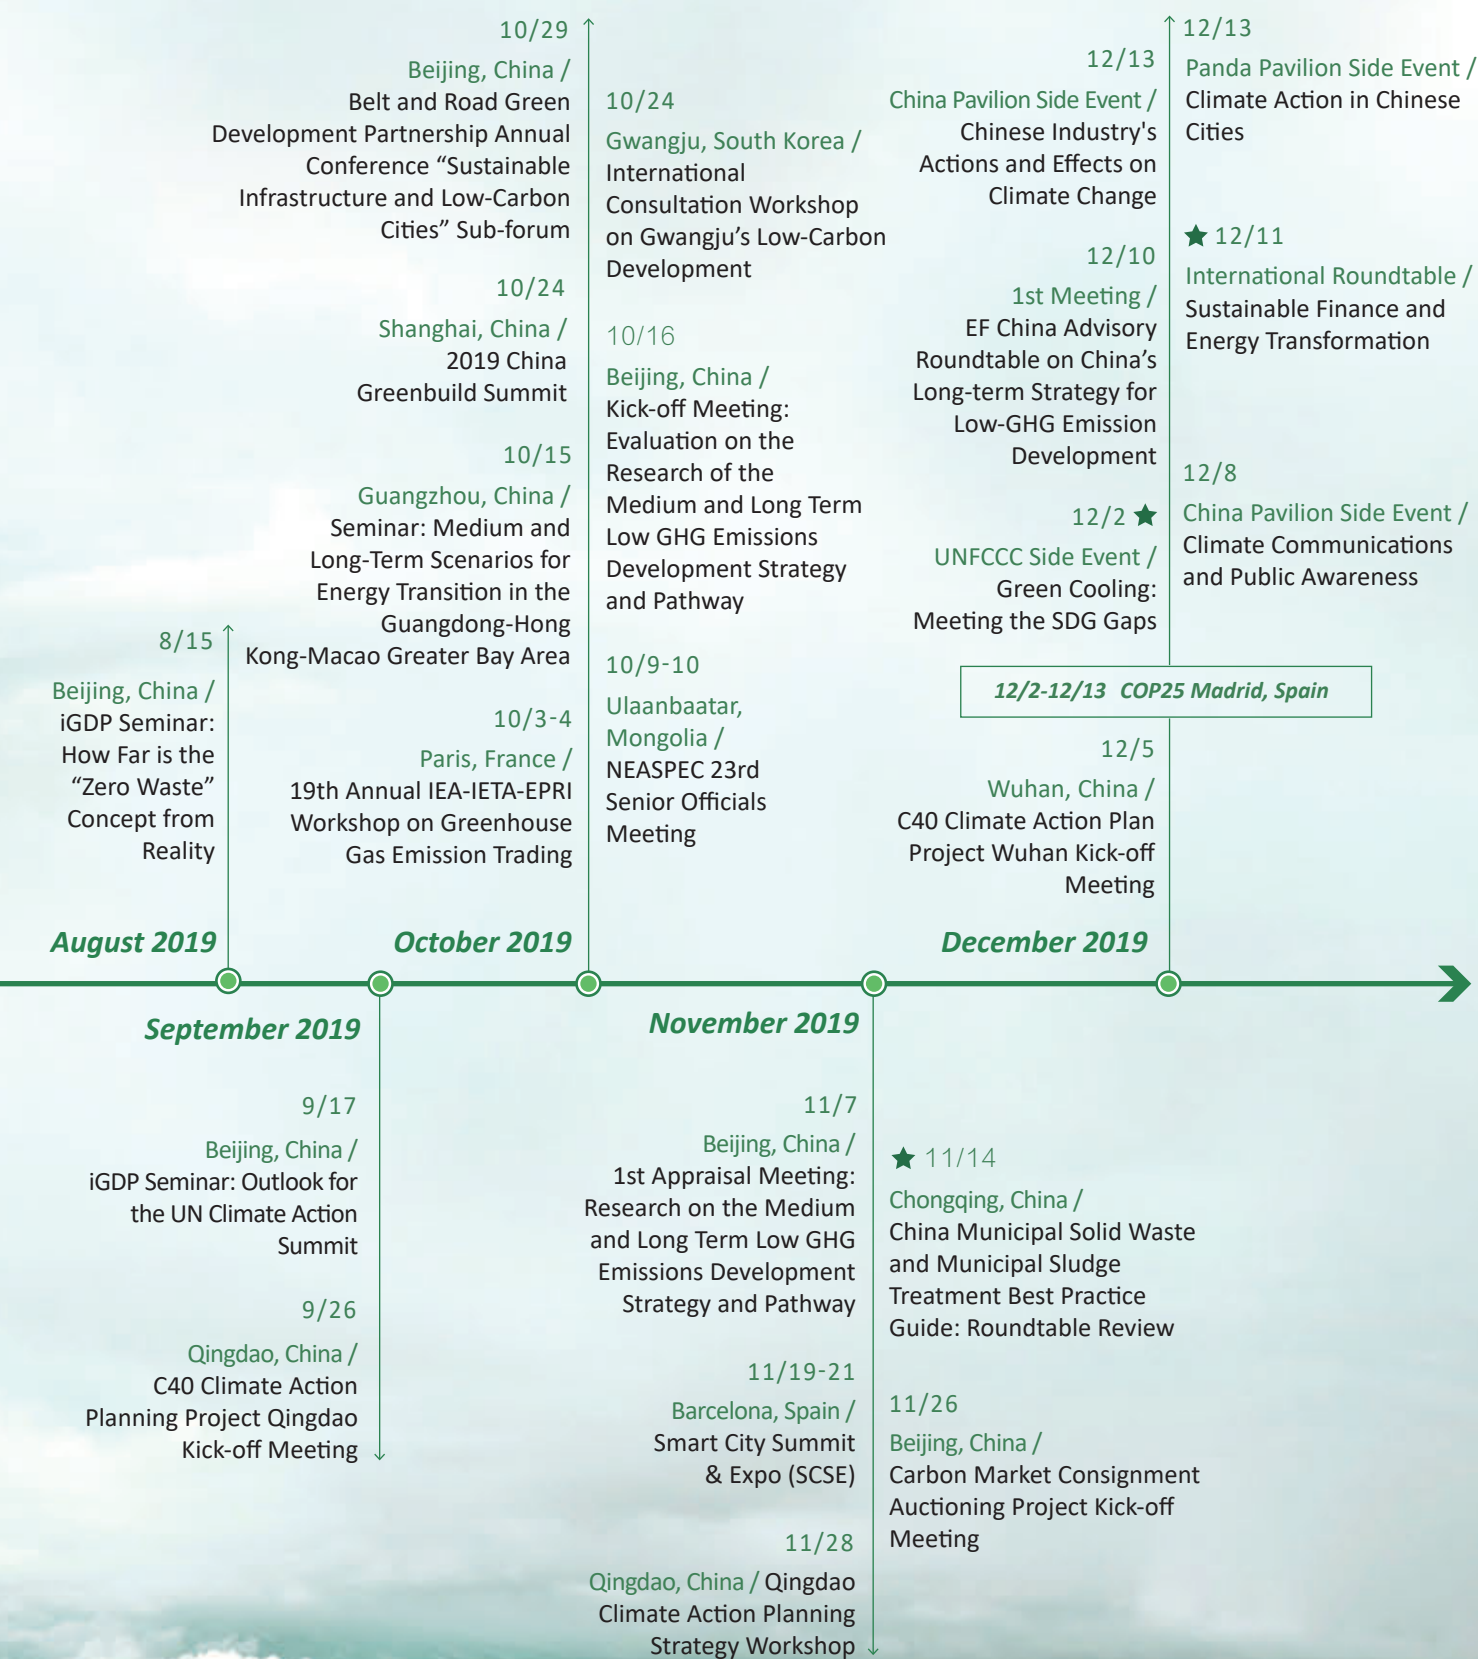 10/29
Beijing, China /
Belt and Road Green
Development Partnership Annual
Conference “Sustainable
Infrastructure and Low-Carbon
Cities” Sub-forum
10/24
Shanghai, China /
2019 China
Greenbuild Summit
10/15
Guangzhou, China /
Seminar: Medium and
Long-Term Scenarios for
Energy Transition in the
Guangdong-Hong
Kong-Macao Greater Bay Area
10/3-4
Paris, France /
19th Annual IEA-IETA-EPRI
Workshop on Greenhouse
Gas Emission Trading
10/24
Gwangju, South Korea /
International
Consultation Workshop
on Gwangju’s Low-Carbon
Development
10/16
Beijing, China /
Kick-off Meeting:
Evaluation on the
Research of the
Medium and Long Term
Low GHG Emissions
Development Strategy
and Pathway
10/9-10
Ulaanbaatar,
Mongolia /
NEASPEC 23rd
Senior Officials
Meeting
12/13
China Pavilion Side Event /
Chinese Industry's
Actions and Effects on
Climate Change
12/10
1st Meeting /
EF China Advisory
Roundtable on China’s
Long-term Strategy for
Low-GHG Emission
Development
12/2 ★
UNFCCC Side Event /
Green Cooling:
Meeting the SDG Gaps
12/13
Panda Pavilion Side Event /
Climate Action in Chinese
Cities
★ 12/11
International Roundtable /
Sustainable Finance and
Energy Transformation
12/8
China Pavilion Side Event /
Climate Communications
and Public Awareness
12/2-12/13 COP25 Madrid, Spain
12/5
Wuhan, China /
C40 Climate Action Plan
Project Wuhan Kick-off
Meeting
8/15
Beijing, China /
iGDP Seminar:
How Far is the
“Zero Waste”
Concept from
Reality
August 2019
October 2019
December 2019
September 2019
November 2019
9/17
Beijing, China /
iGDP Seminar: Outlook for
the UN Climate Action
Summit
9/26
Qingdao, China /
C40 Climate Action
Planning Project Qingdao
Kick-off Meeting
11/7
Beijing, China /
1st Appraisal Meeting:
Research on the Medium
and Long Term Low GHG
Emissions Development
Strategy and Pathway
11/19-21
Barcelona, Spain /
Smart City Summit
& Expo (SCSE)
11/28
Qingdao, China / Qingdao
Climate Action Planning
Strategy Workshop
★ 11/14
Chongqing, China /
China Municipal Solid Waste
and Municipal Sludge
Treatment Best Practice
Guide: Roundtable Review
11/26
Beijing, China /
Carbon Market Consignment
Auctioning Project Kick-off
Meeting